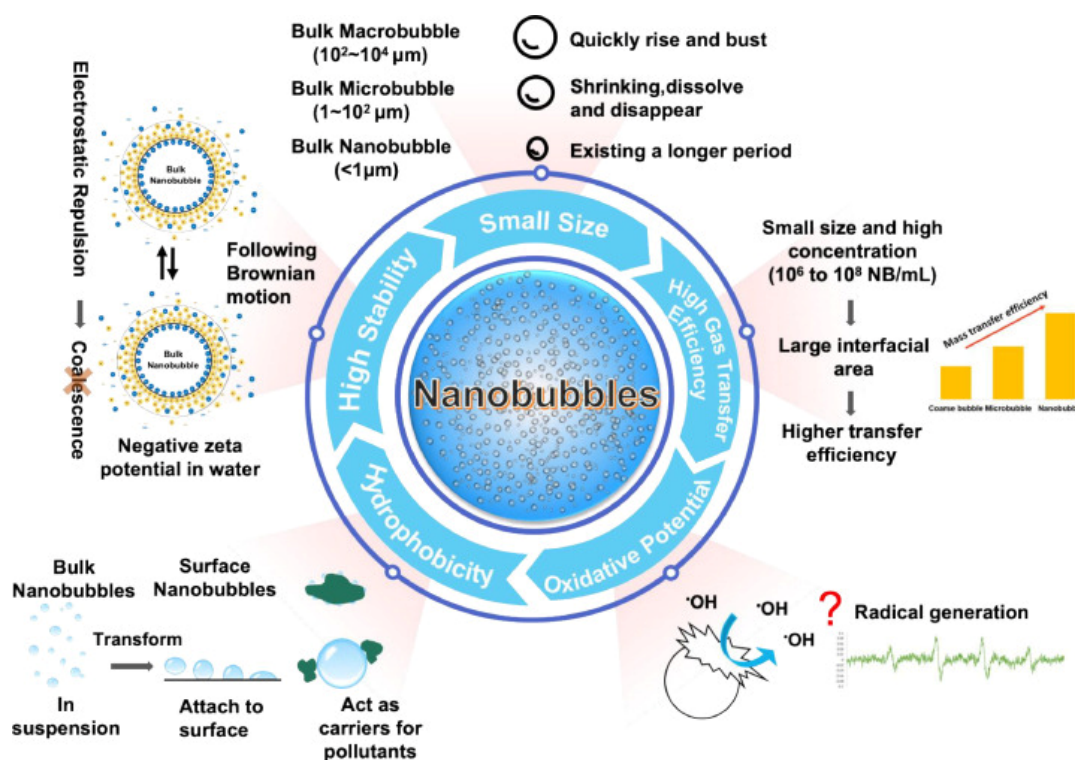 Bulk Macrobubble
(10²~10⁴ μm)
Quickly rise and bust
Bulk Microbubble
(1~10² μm)
Shrinking,dissolve
and disappear
Bulk Nanobubble
(<1μm)
Existing a longer period
Electrostatic Repulsion
Coalescence
Bulk
Nanobubble
Following
Brownian
motion
Bulk
Nanobubble
Negative zeta
potential in water
Small Size
High Gas Transfer
Efficiency
Oxidative Potential
Hydrophobicity
High Stability
Nanobubbles
Small size and high
concentration
(10⁶ to 10⁸ NB/mL)
Large interfacial
area
Higher transfer
efficiency
Mass transfer efficiency
Coarse bubble Microbubble Nanobubb
Bulk
Nanobubbles
Transform
In
suspension
Surface
Nanobubbles
Attach to
surface
Act as
carriers for
pollutants
•OH
•OH
•OH
?
Radical generation